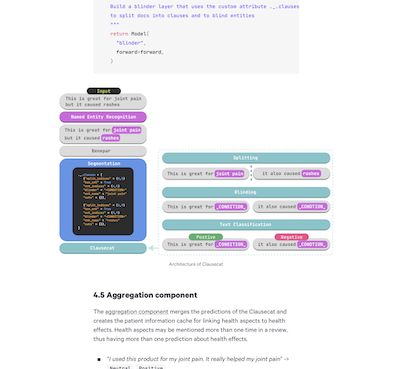 Build a blinder layer that uses the custom attribute ._.clauses
to split docs into clauses and to blind entities
"""
return Model(
"blinder",
forward=forward,
)
Input
This is great for joint pain
but it caused rashes
Named Entity Recognition
This is great for joint pain
but it caused rashes
Benepar
Segmentation
Clausecat
Splitting
This is great for joint pain
it also caused rashes
Blinding
This is great for _CONDITION_
it also caused _CONDITION_
Text Classification
Positive
Negative
This is great for _CONDITION_
it also caused _CONDITION_
Architecture of Clausecat
4.5 Aggregation component
The aggregation component merges the predictions of the Clausecat and
creates the patient information cache for linking health aspects to health
effects. Health aspects may be mentioned more than one time in a review,
thus having more than one prediction about health effects.
"I used this product for my joint pain. It really helped my joint pain" ->
Neutral, Positive